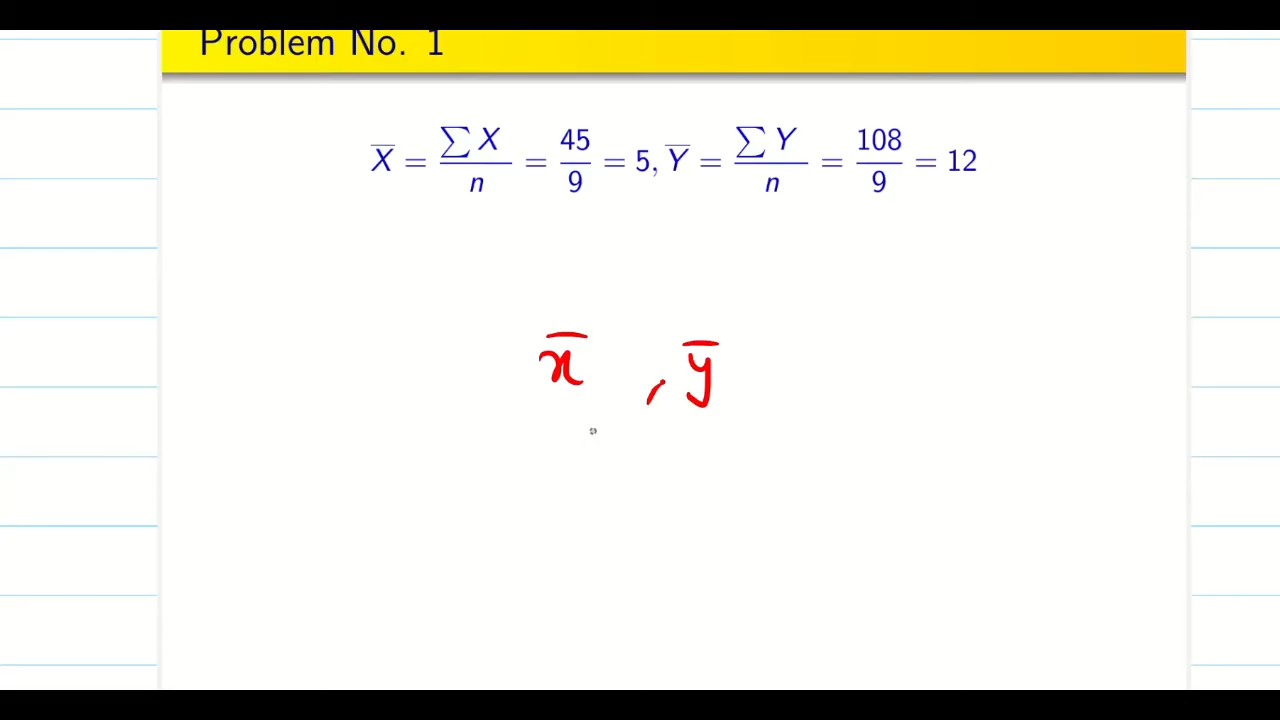 Problem No. 1
X̅ = ∑X/n = 45/9 = 5, Y̅ = ∑Y/n = 108/9 = 12
x̅ , y̅